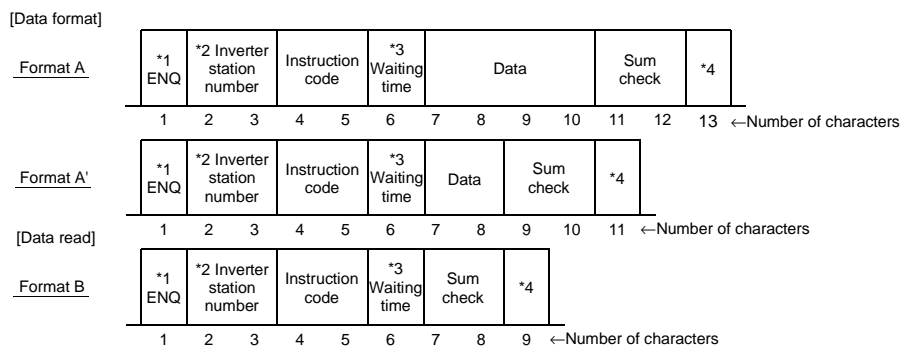 [Data format]
Format A
*1
ENQ
*2 Inverter
station
number
Instruction
code
*3
Waiting
time
Data
Sum
check
*4
1 2 3 4 5 6 7 8 9 10 11 12 13 ←Number of characters
Format A'
*1
ENQ
*2 Inverter
station
number
Instruction
code
*3
Waiting
time
Data
Sum
check
*4
1 2 3 4 5 6 7 8 9 10 11 ←Number of characters
[Data read]
Format B
*1
ENQ
*2 Inverter
station
number
Instruction
code
*3
Waiting
time
Sum
check
*4
1 2 3 4 5 6 7 8 9 ←Number of characters